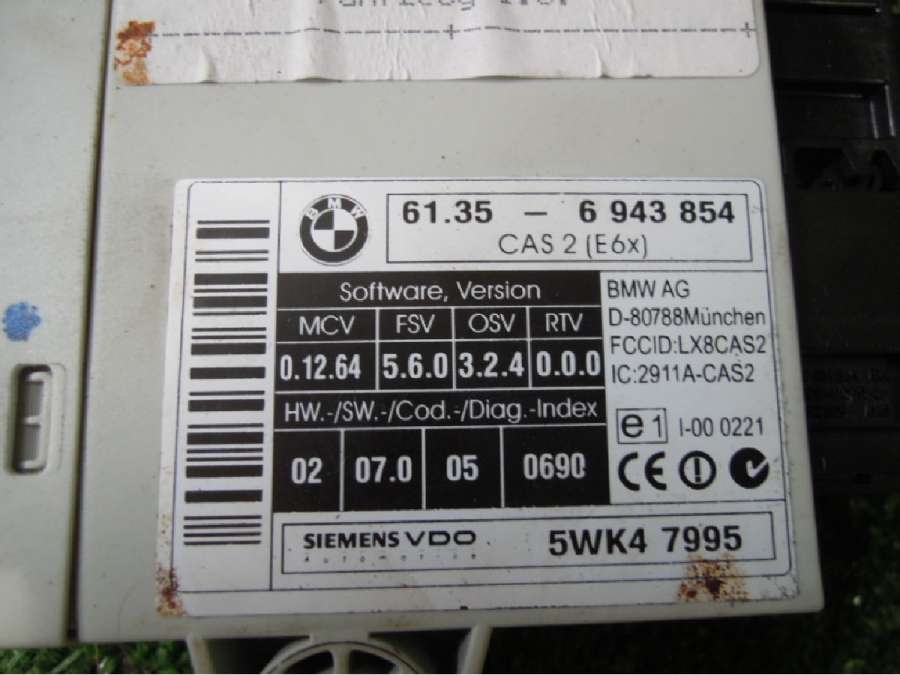 BMW
61.35 - 6 943 854
CAS 2 (E6x)
Software, Version
MCV FSV OSV RTV
0.12.64 5.6.0 3.2.4 0.0.0
HW.-/SW.-/Cod.-/Diag.-Index
02 07.0 05 0690
BMW AG
D-80788München
FCCID:LX8CAS2
IC:2911A-CAS2
e1 I-00 0221
CE
SIEMENS VDO
Automotive
5WK4 7995